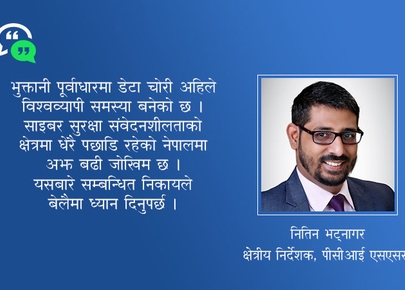 भुक्तानी पूर्वाधारमा डेटा चोरी अहिले
विश्वव्यापी समस्या बनेको छ ।
साइबर सुरक्षा संवेदनशीलताको
क्षेत्रमा धेरै पछाडि रहेको नेपालमा
अझ बढी जोखिम छ ।
यसबारे सम्बन्धित निकायले
बेलैमा ध्यान दिनुपर्छ ।
नितिन भट्नागर
क्षेत्रीय निर्देशक, पीसीआई एसएसस